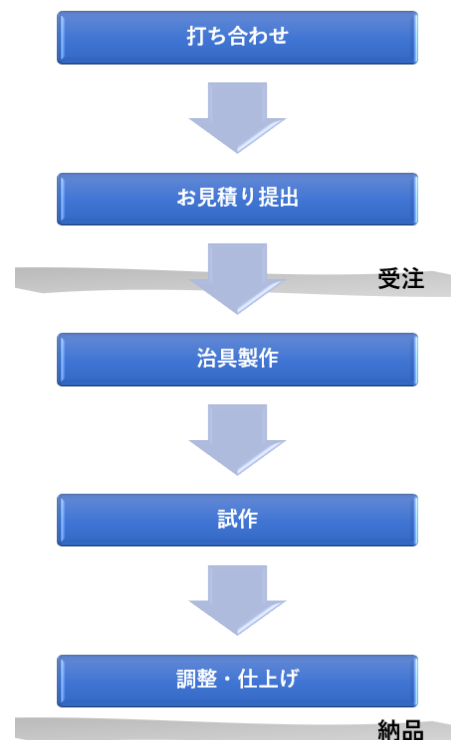 打ち合わせ
お見積り提出
受注
治具製作
試作
調整・仕上げ
納品